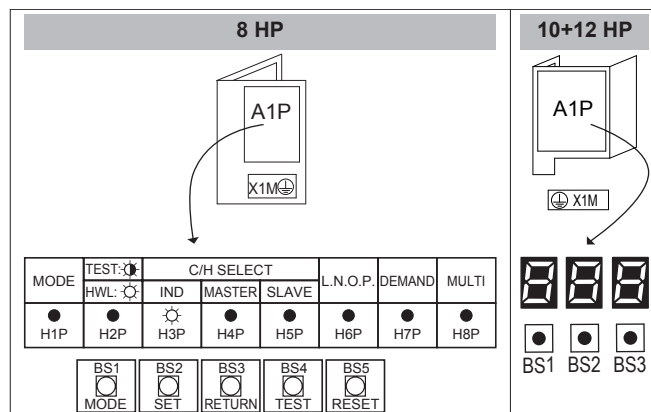 8 HP
10+12 HP
A1P
X1M
A1P
X1M
MODE TEST: C/H SELECT L.N.O.P. DEMAND MULTI
HWL: IND MASTER SLAVE
H1P H2P H3P H4P H5P H6P H7P H8P
BS1 BS2 BS3 BS4 BS5
MODE SET RETURN TEST RESET
888
BS1 BS2 BS3